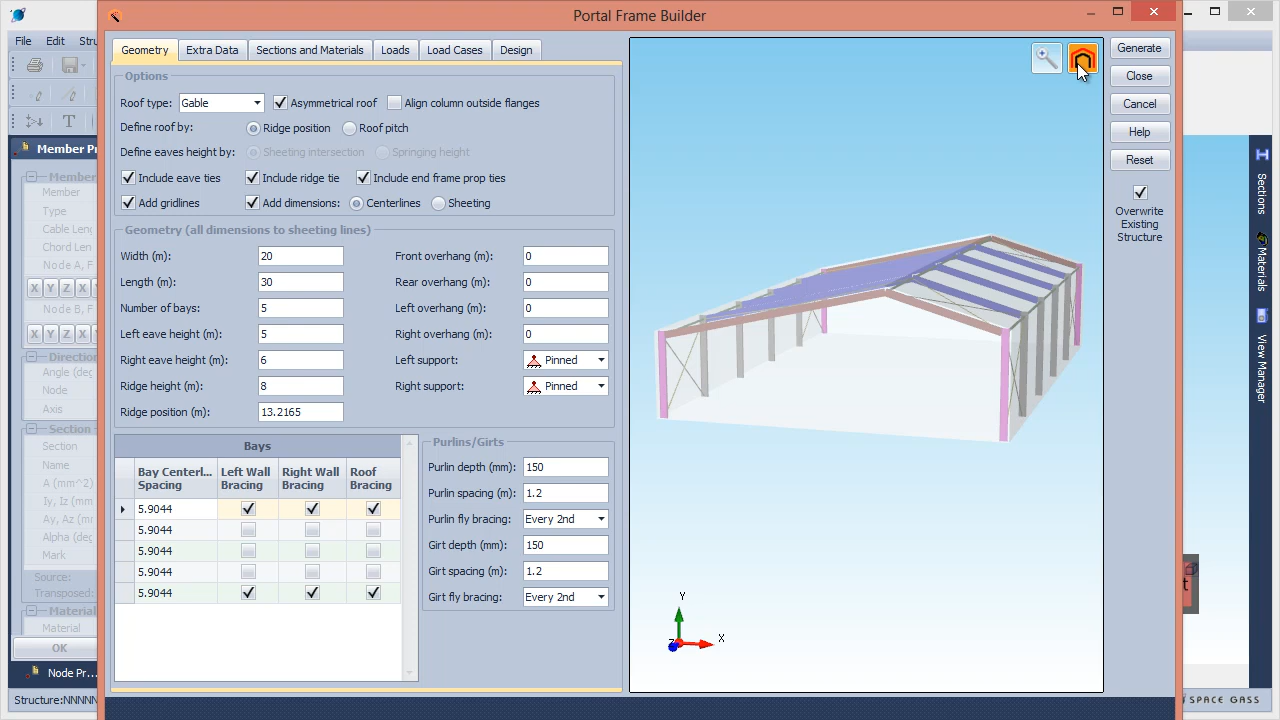 Portal Frame Builder
File Edit Stru
Geometry Extra Data Sections and Materials Loads Load Cases Design
Options
Roof type: Gable Asymmetrical roof Align column outside flanges
Define roof by: Ridge position Roof pitch
Define eaves height by: Sheeting intersection Springing height
Include eave ties Include ridge tie Include end frame prop ties
Add gridlines Add dimensions: Centerlines Sheeting
Geometry (all dimensions to sheeting lines)
Width (m): 20 Front overhang (m): 0
Length (m): 30 Rear overhang (m): 0
Number of bays: 5 Left overhang (m): 0
Left eave height (m): 5 Right overhang (m): 0
Right eave height (m): 6 Left support: Pinned
Ridge height (m): 8 Right support: Pinned
Ridge position (m): 13.2165
Bays
Bay Centerl... Left Wall Right Wall Roof
Spacing Bracing Bracing Bracing
5.9044
5.9044
5.9044
5.9044
5.9044
Purlins/Girts
Purlin depth (mm): 150
Purlin spacing (m): 1.2
Purlin fly bracing: Every 2nd
Girt depth (mm): 150
Girt spacing (m): 1.2
Girt fly bracing: Every 2nd
Y
X
Z
Generate
Close
Cancel
Help
Reset
Overwrite
Existing
Structure
Sections
Materials
View Manager
Member Pr
Member
Member
Type
Cable Len
Chord Len
Node A, F
X Y Z X Y
Node B, F
X Y Z X Y
Direction
Angle (deg
Node
Axis
Section
Section
Name
A (mm^2)
Iy, Iz (mm
Ay, Az (mm
Alpha (deg
Mark
Source:
Transposed:
Material
Material
OK
Node Pr...
Structure:NNNNN
SPACE GASS